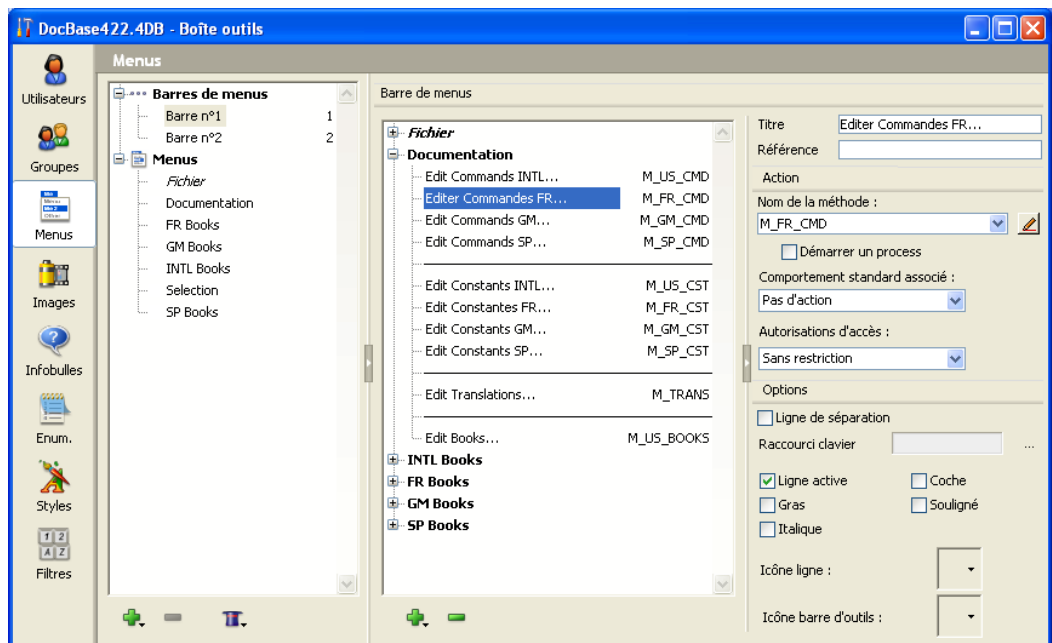 DocBase422.4DB - Boîte outils
Utilisateurs
Groupes
Menus
Images
Infobulles
Enum.
Styles
Filtres
Menus
Barres de menus
Barre n°1 1
Barre n°2 2
Menus
Fichier
Documentation
FR Books
GM Books
INTL Books
Selection
SP Books
Barre de menus
Fichier
Documentation
Edit Commands INTL... M_US_CMD
Editer Commandes FR... M_FR_CMD
Edit Commands GM... M_GM_CMD
Edit Commands SP... M_SP_CMD
Edit Constants INTL... M_US_CST
Edit Constantes FR... M_FR_CST
Edit Constants GM... M_GM_CST
Edit Constants SP... M_SP_CST
Edit Translations... M_TRANS
Edit Books... M_US_BOOKS
INTL Books
FR Books
GM Books
SP Books
Titre Editer Commandes FR...
Référence
Action
Nom de la méthode :
M_FR_CMD
Démarrer un process
Comportement standard associé :
Pas d'action
Autorisations d'accès :
Sans restriction
Options
Ligne de séparation
Raccourci clavier ...
Ligne active Coche
Gras Souligné
Italique
Icône ligne :
Icône barre d'outils :